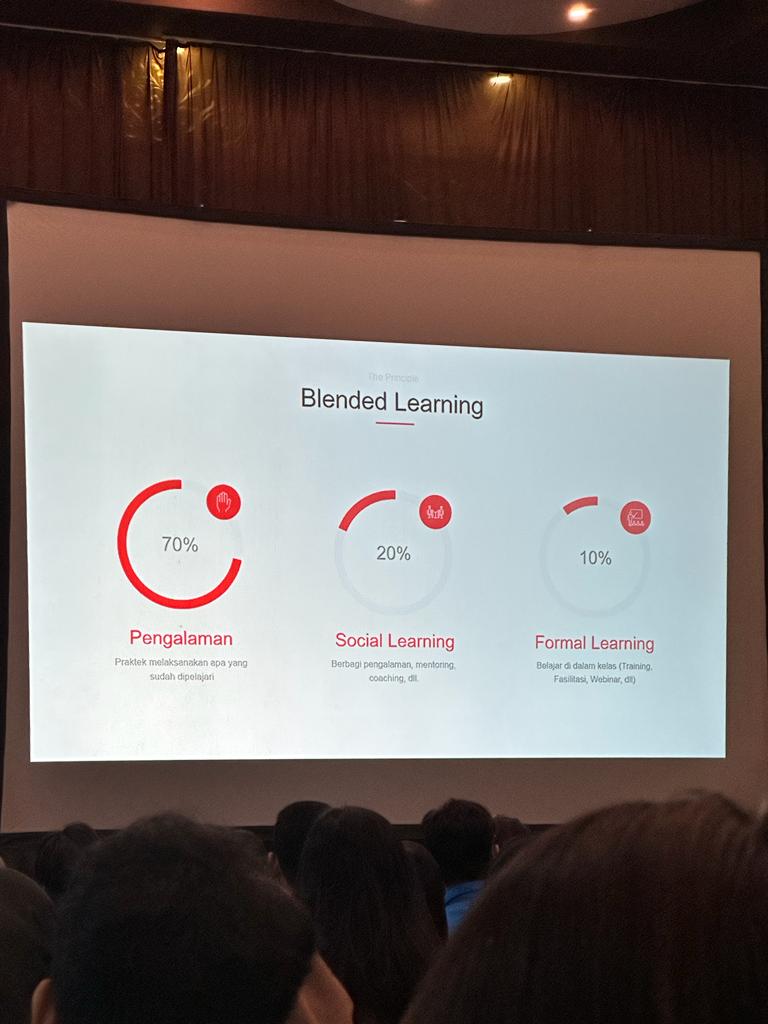 The Principle
Blended Learning
70%
Pengalaman
Praktek melaksanakan apa yang
sudah dipelajari
20%
Social Learning
Berbagi pengalaman, mentoring,
coaching, dll.
10%
Formal Learning
Belajar di dalam kelas (Training,
Fasilitasi, Webinar, dll)